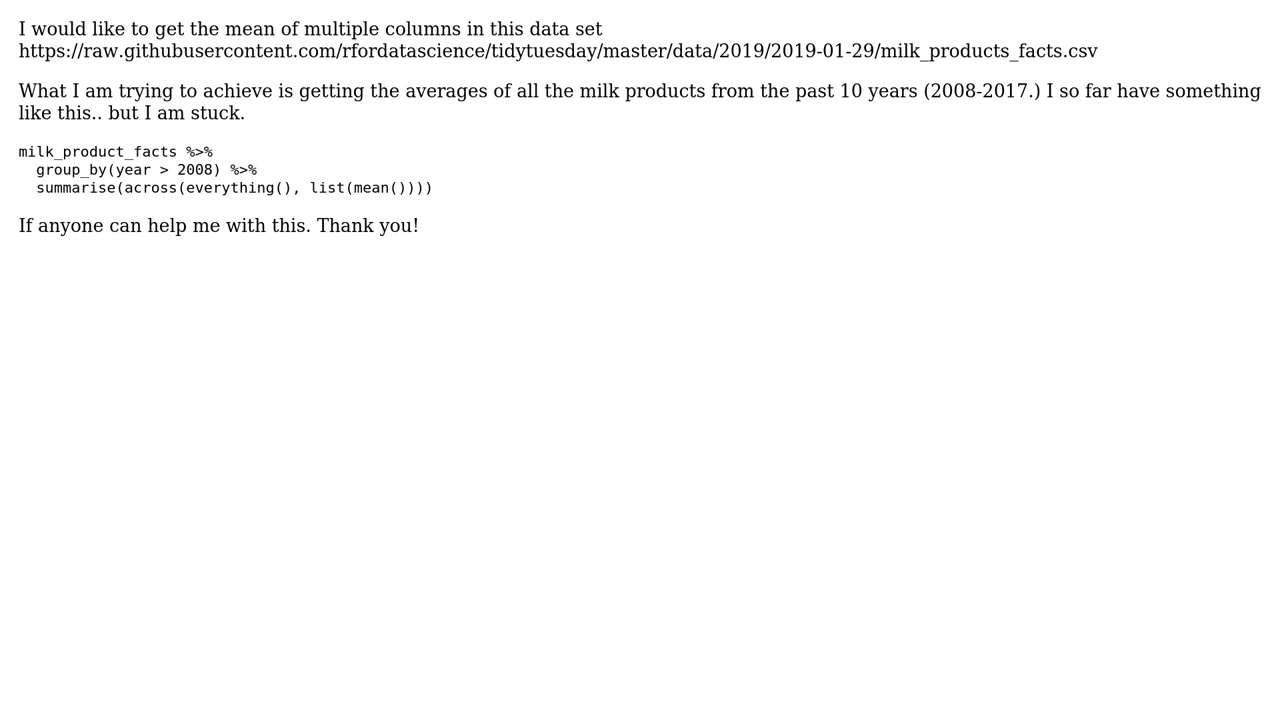 I would like to get the mean of multiple columns in this data set
https://raw.githubusercontent.com/rfordatascience/tidytuesday/master/data/2019/2019-01-29/milk_products_facts.csv
What I am trying to achieve is getting the averages of all the milk products from the past 10 years (2008-2017.) I so far have something
like this.. but I am stuck.
milk_product_facts %>%
  group_by(year > 2008) %>%
  summarise(across(everything(), list(mean())))
If anyone can help me with this. Thank you!